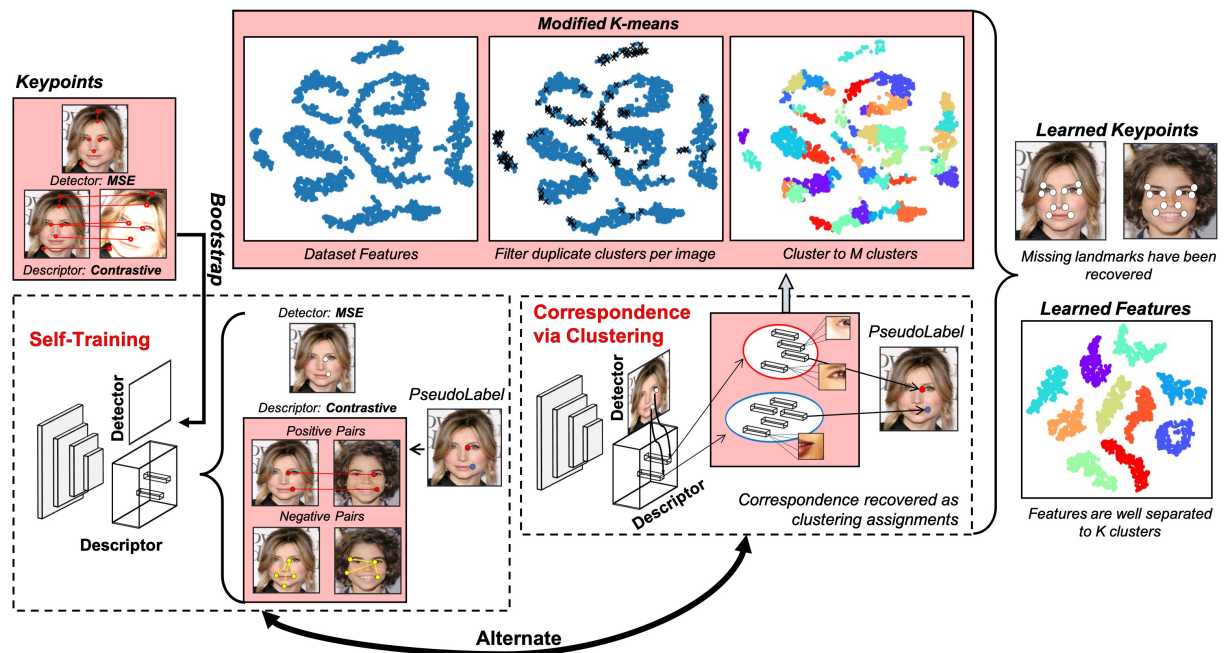 Modified K-means
Dataset Features
Filter duplicate clusters per image
Cluster to M clusters
Keypoints
Detector: MSE
Descriptor: Contrastive
Bootstrap
Self-Training
Detector
Descriptor
Detector: MSE
Descriptor: Contrastive
Positive Pairs
Negative Pairs
PseudoLabel
Correspondence
via Clustering
Detector
Descriptor
PseudoLabel
Correspondence recovered as
clustering assignments
Alternate
Learned Keypoints
Missing landmarks have been
recovered
Learned Features
Features are well separated
to K clusters